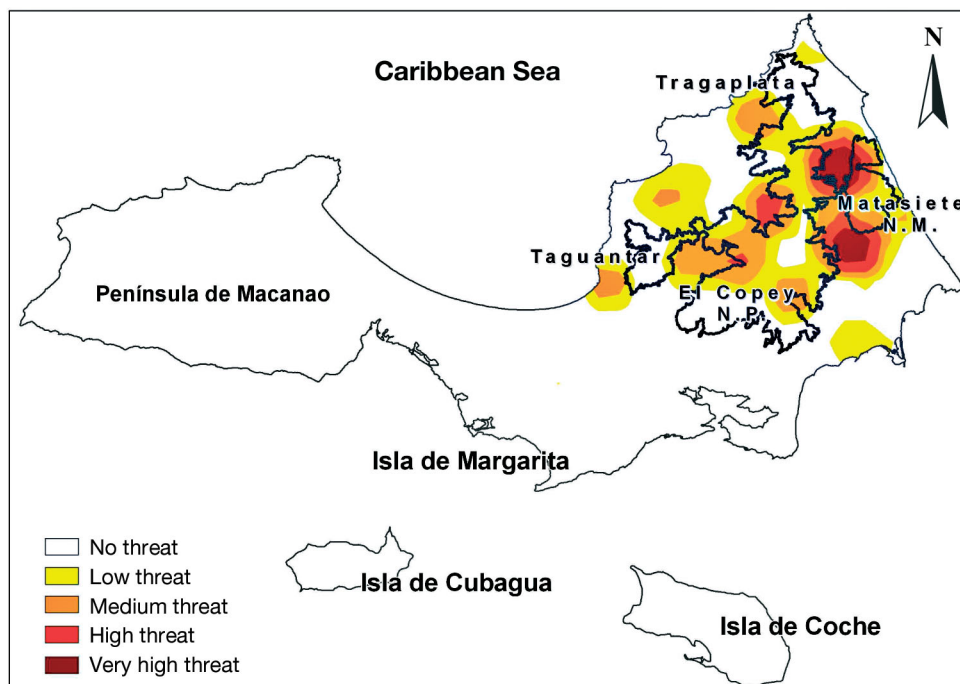 Caribbean Sea
N
Tragaplata
Matasiete
N.M.
Taguantar
El Copey
N.P.
Península de Macanao
Isla de Margarita
Isla de Cubagua
Isla de Coche
No threat
Low threat
Medium threat
High threat
Very high threat